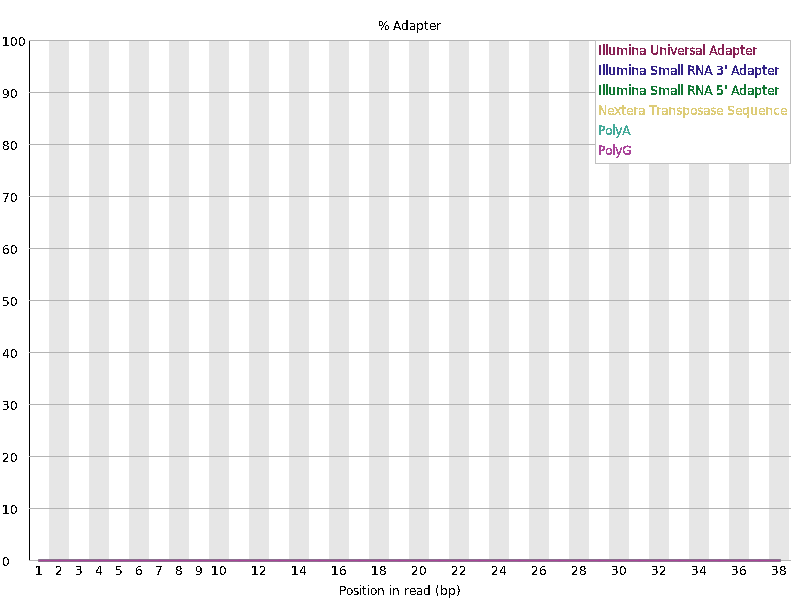 % Adapter
100
90
80
70
60
50
40
30
20
10
0
Illumina Universal Adapter
Illumina Small RNA 3' Adapter
Illumina Small RNA 5' Adapter
Nextera Transposase Sequence
PolyA
PolyG
1 2 3 4 5 6 7 8 9 10 12 14 16 18 20 22 24 26 28 30 32 34 36 38
Position in read (bp)